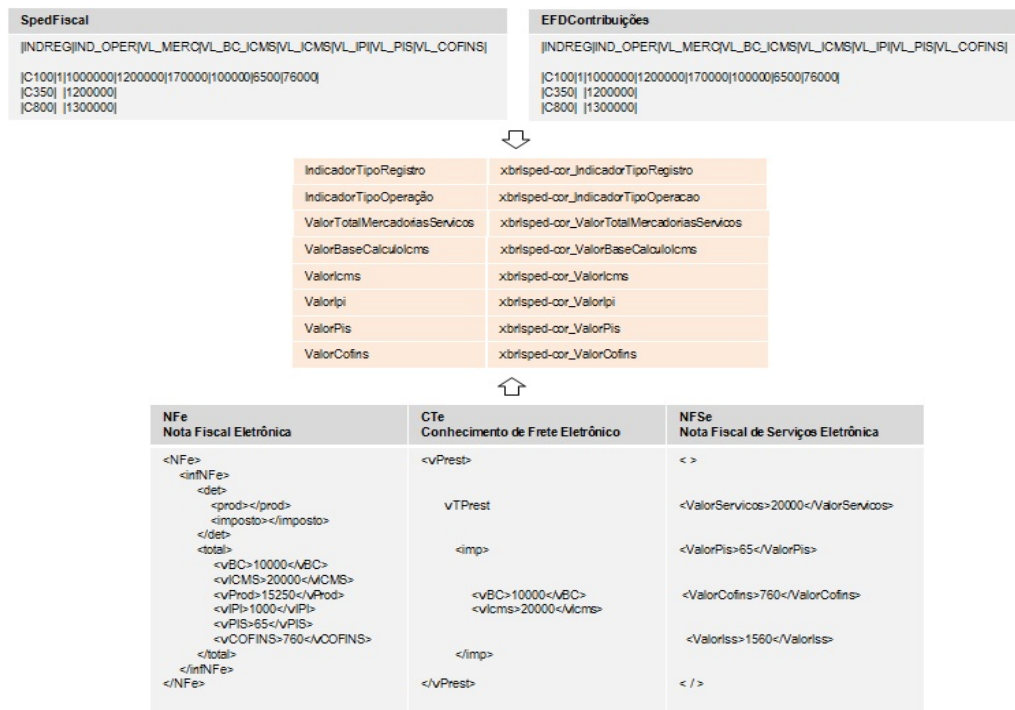 SpedFiscal
|INDREG|IND_OPER|VL_MERC|VL_BC_ICMS|VL_ICMS|VL_IPI|VL_PIS|VL_COFINS|
|C100|1|1000000|1200000|170000|100000|6500|76000|
|C350| |1200000|
|C800| |1300000|
EFDContribuições
|INDREG|IND_OPER|VL_MERC|VL_BC_ICMS|VL_ICMS|VL_IPI|VL_PIS|VL_COFINS|
|C100|1|1000000|1200000|170000|100000|6500|76000|
|C350| |1200000|
|C800| |1300000|
IndicadorTipoRegistro xbrlsped-cor_IndicadorTipoRegistro
IndicadorTipoOperação xbrlsped-cor_IndicadorTipoOperacao
ValorTotalMercadoriasServicos xbrlsped-cor_ValorTotalMercadoriasServicos
ValorBaseCalculoIcms xbrlsped-cor_ValorBaseCalculoIcms
ValorIcms xbrlsped-cor_ValorIcms
ValorIpi xbrlsped-cor_ValorIpi
ValorPis xbrlsped-cor_ValorPis
ValorCofins xbrlsped-cor_ValorCofins
NFe
Nota Fiscal Eletrônica
<NFe>
<infNFe>
<det>
<prod></prod>
<imposto></imposto>
</det>
<total>
<vBC>10000</vBC>
<vICMS>20000</vICMS>
<vProd>15250</vProd>
<vIPI>1000</vIPI>
<vPIS>65</vPIS>
<vCOFINS>760</vCOFINS>
</total>
</infNFe>
</NFe>
CTe
Conhecimento de Frete Eletrônico
<vPrest>
vTPrest
<imp>
<vBC>10000</vBC>
<vIcms>20000</vIcms>
</imp>
</vPrest>
NFSe
Nota Fiscal de Serviços Eletrônica
< >
<ValorServicos>20000</ValorServicos>
<ValorPis>65</ValorPis>
<ValorCofins>760</ValorCofins>
<ValorIss>1560</ValorIss>
< / >